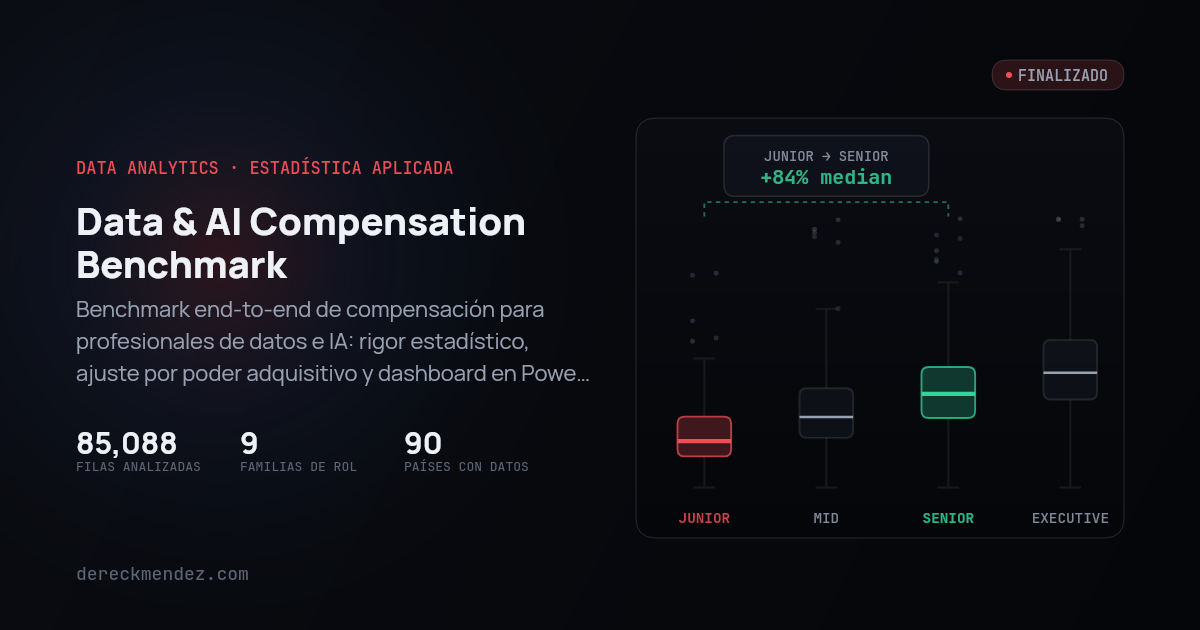 FINALIZADO
DATA ANALYTICS · ESTADÍSTICA APLICADA
Data & AI Compensation
Benchmark
Benchmark end-to-end de compensación para
profesionales de datos e IA: rigor estadístico,
ajuste por poder adquisitivo y dashboard en Powe…
85,088
FILAS ANALIZADAS
9
FAMILIAS DE ROL
90
PAÍSES CON DATOS
dereckmendez.com
JUNIOR → SENIOR
+84% median
JUNIOR
MID
SENIOR
EXECUTIVE